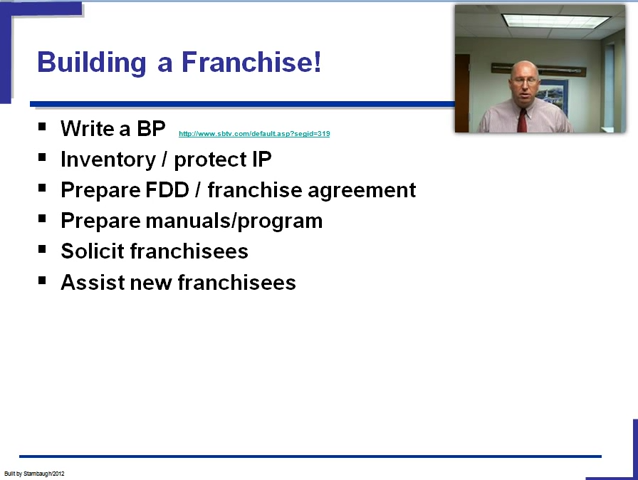 Building a Franchise!
▪ Write a BP http://www.sbtv.com/default.asp?segid=319
▪ Inventory / protect IP
▪ Prepare FDD / franchise agreement
▪ Prepare manuals/program
▪ Solicit franchisees
▪ Assist new franchisees
Built by Stambaugh/2012